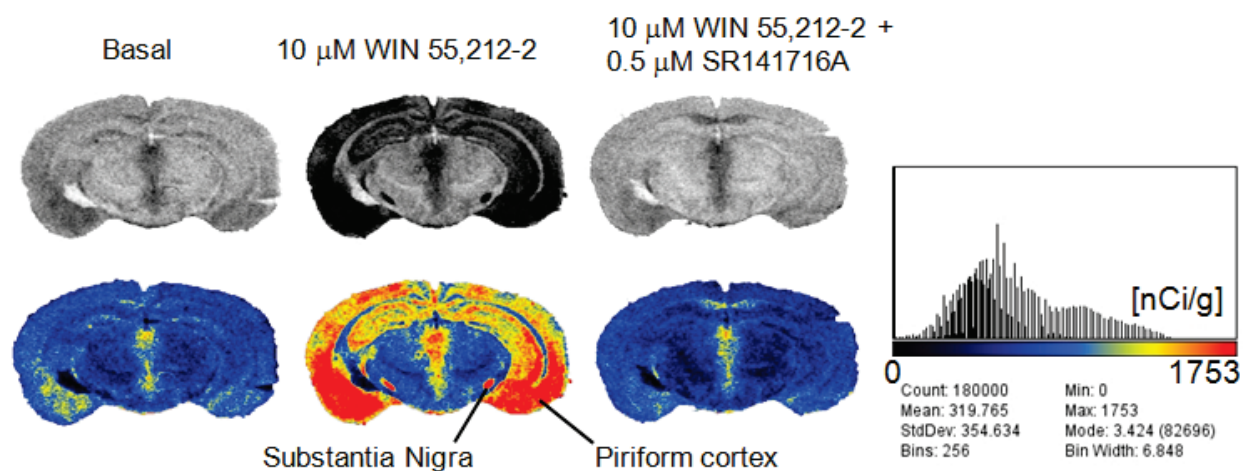 Basal
10 μM WIN 55,212-2
10 μM WIN 55,212-2 +
0.5 μM SR141716A
[nCi/g]
0
1753
Count: 180000
Min: 0
Mean: 319.765
Max: 1753
StdDev: 354.634
Mode: 3.424 (82696)
Bins: 256
Bin Width: 6.848
Substantia Nigra
Piriform cortex